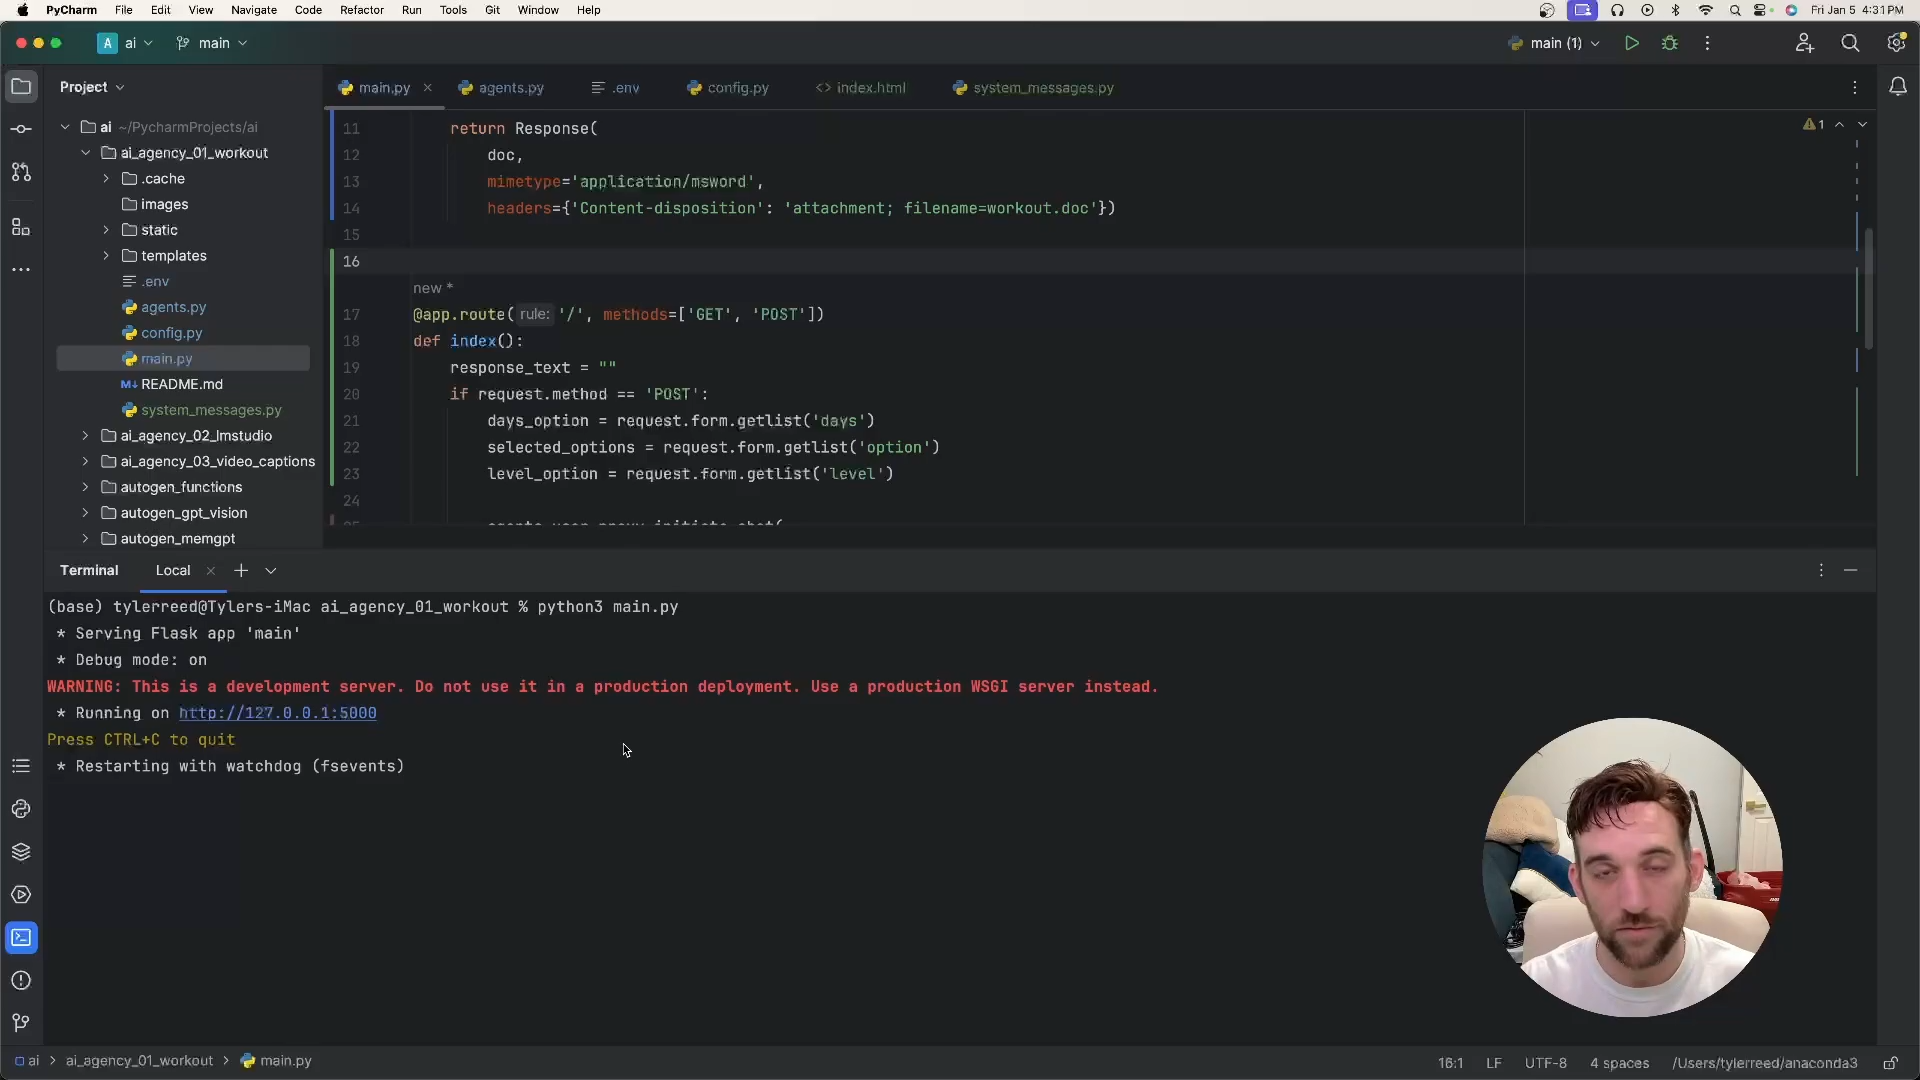 PyCharm File Edit View Navigate Code Refactor Run Tools Git Window Help Fri Jan 5 4:31 PM
A ai main main (1)
Project
main.py agents.py .env config.py <> index.html system_messages.py
ai ~/PycharmProjects/ai
ai_agency_01_workout
.cache
images
static
templates
.env
agents.py
config.py
main.py
M↓ README.md
system_messages.py
ai_agency_02_lmstudio
ai_agency_03_video_captions
autogen_functions
autogen_gpt_vision
autogen_memgpt
1
11 return Response(
12 doc,
13 mimetype='application/msword',
14 headers={'Content-disposition': 'attachment; filename=workout.doc'})
15
16
new *
17 @app.route( rule: '/', methods=['GET', 'POST'])
18 def index():
19 response_text = ""
20 if request.method == 'POST':
21 days_option = request.form.getlist('days')
22 selected_options = request.form.getlist('option')
23 level_option = request.form.getlist('level')
24
Terminal Local
(base) tylerreed@Tylers-iMac ai_agency_01_workout % python3 main.py
* Serving Flask app 'main'
* Debug mode: on
WARNING: This is a development server. Do not use it in a production deployment. Use a production WSGI server instead.
* Running on http://127.0.0.1:5000
Press CTRL+C to quit
* Restarting with watchdog (fsevents)
ai > ai_agency_01_workout > main.py
16:1 LF UTF-8 4 spaces /Users/tylerreed/anaconda3